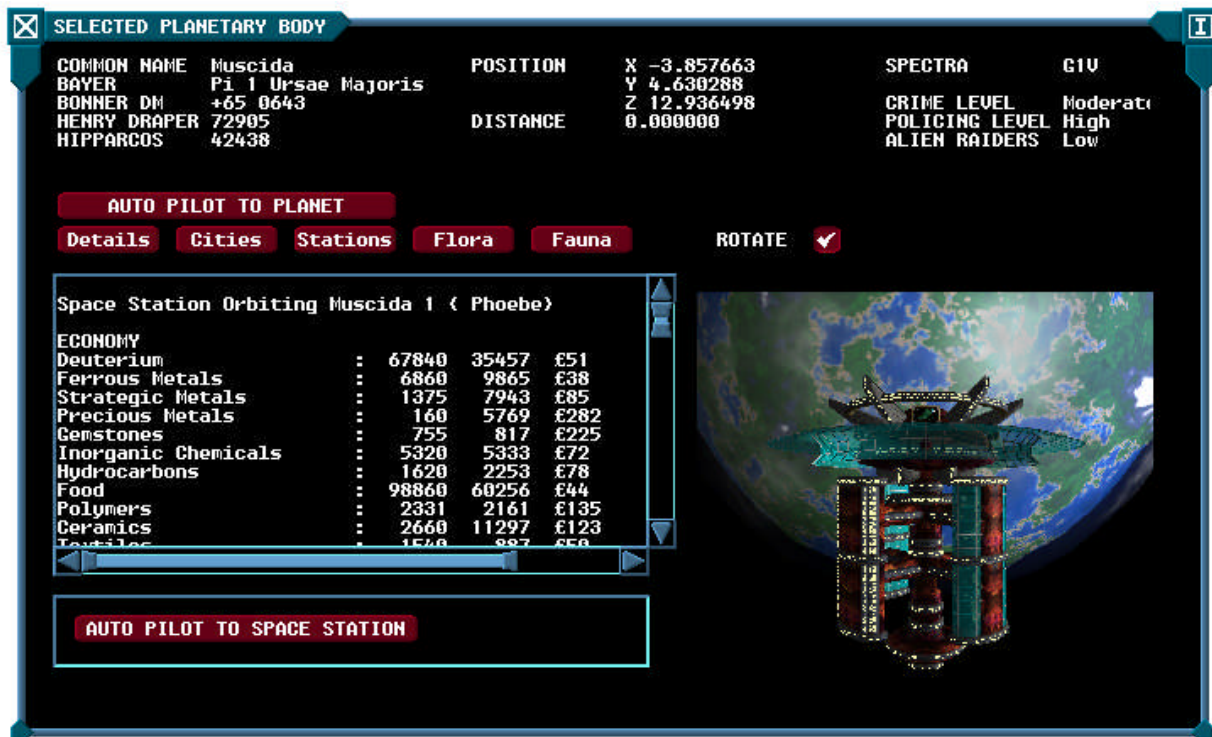 SELECTED PLANETARY BODY
I
COMMON NAME Muscida POSITION X -3.857663 SPECTRA G1V
BAYER Pi 1 Ursae Majoris Y 4.630288
BONNER DM +65 0643 Z 12.936498 CRIME LEVEL Moderat
HENRY DRAPER 72905 DISTANCE 0.000000 POLICING LEVEL High
HIPPARCOS 42438 ALIEN RAIDERS Low
AUTO PILOT TO PLANET
Details Cities Stations Flora Fauna ROTATE
Space Station Orbiting Muscida 1 ( Phoebe)
ECONOMY
Deuterium : 67840 35457 £51
Ferrous Metals : 6860 9865 £38
Strategic Metals : 1375 7943 £85
Precious Metals : 160 5769 £282
Gemstones : 755 817 £225
Inorganic Chemicals : 5320 5333 £72
Hydrocarbons : 1620 2253 £78
Food : 98860 60256 £44
Polymers : 2331 2161 £135
Ceramics : 2660 11297 £123
Textiles : 1540 887
AUTO PILOT TO SPACE STATION